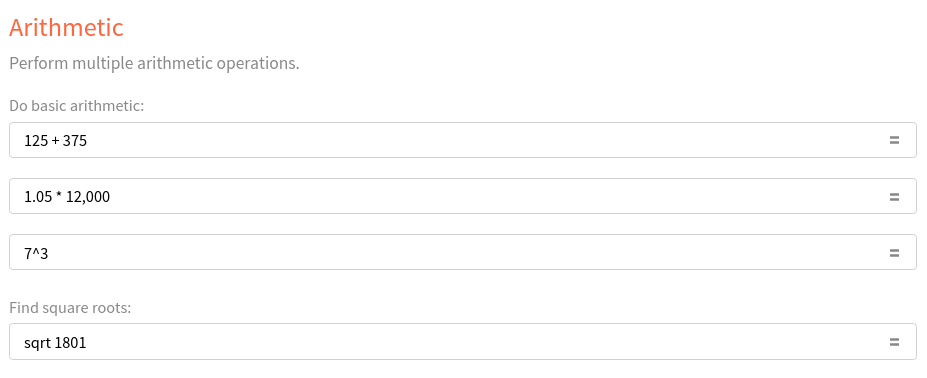 Arithmetic
Perform multiple arithmetic operations.
Do basic arithmetic:
125 + 375 =
1.05 * 12,000 =
7^3 =
Find square roots:
sqrt 1801 =